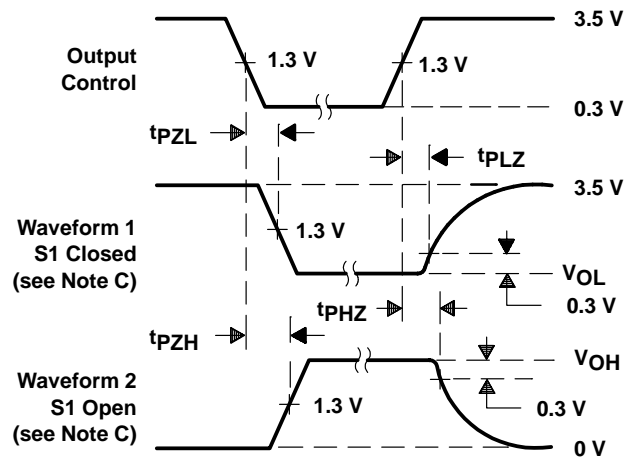 3.5 V
Output
Control
1.3 V
1.3 V
0.3 V
tPZL
tPLZ
3.5 V
Waveform 1
S1 Closed
(see Note C)
1.3 V
VOL
0.3 V
tPHZ
tPZH
VOH
Waveform 2
S1 Open
(see Note C)
1.3 V
0.3 V
0 V